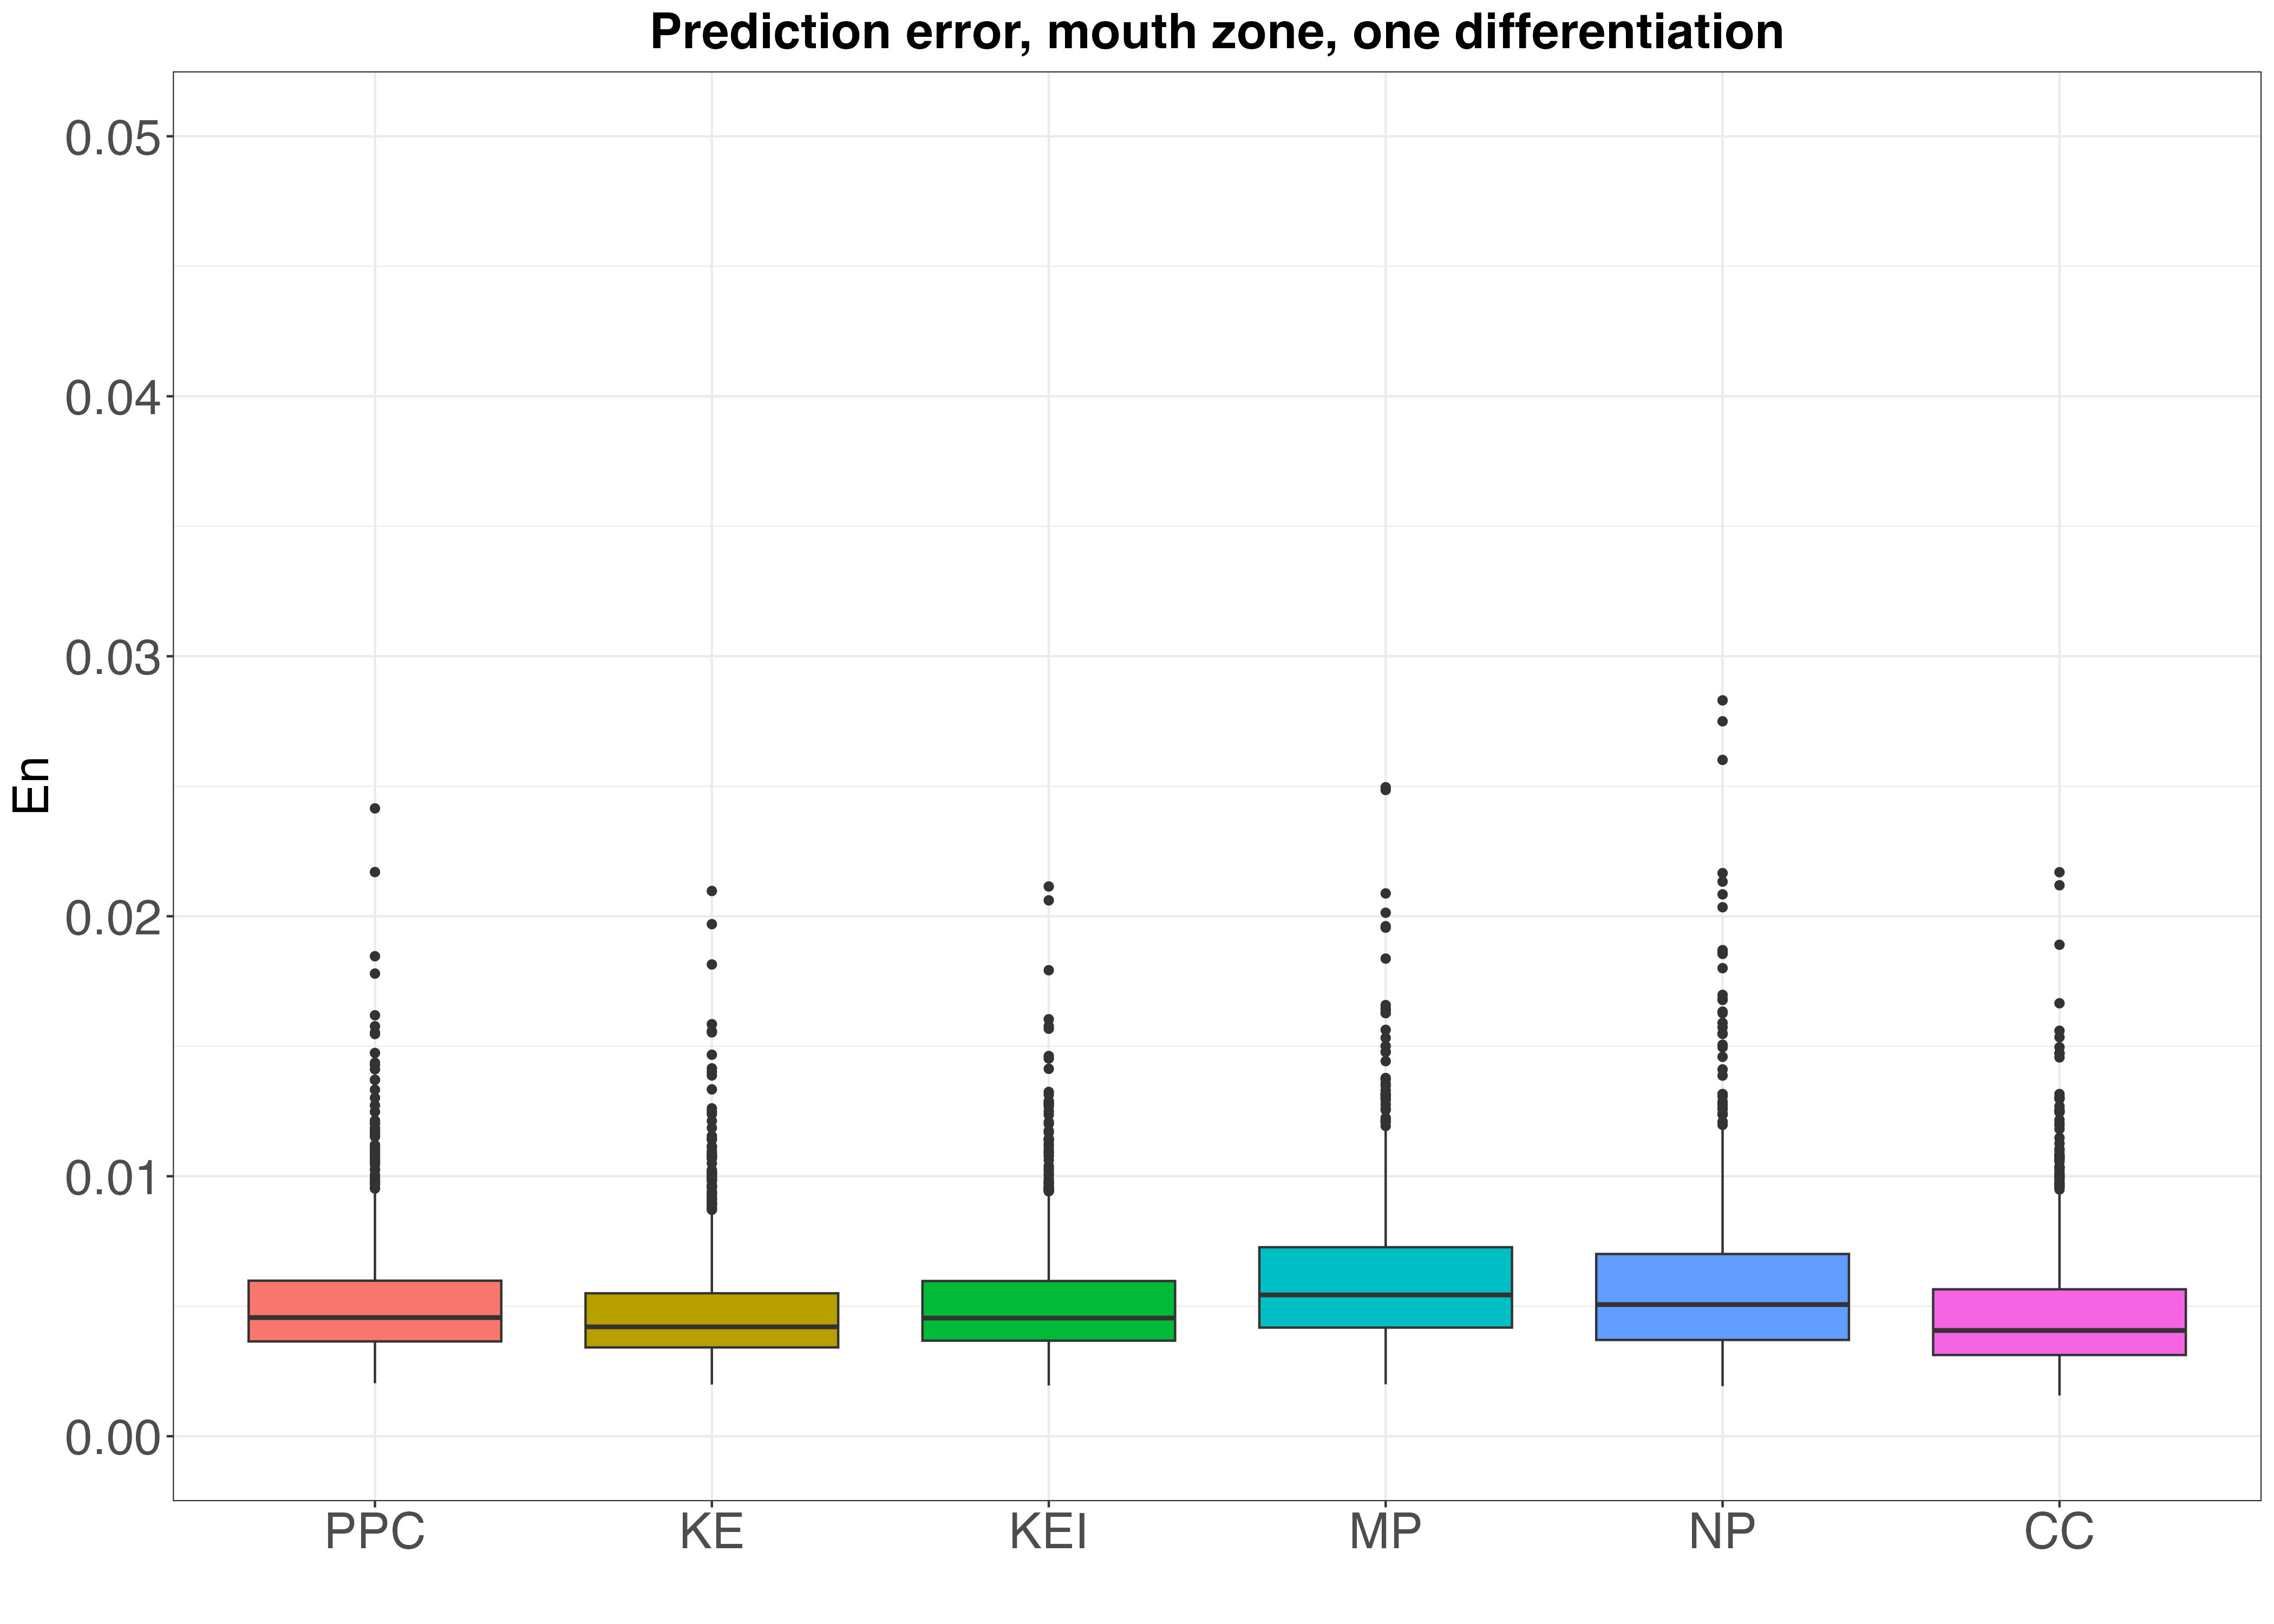 Prediction error, mouth zone, one differentiation
En
0.05
0.04
0.03
0.02
0.01
0.00
PPC KE KEI MP NP CC